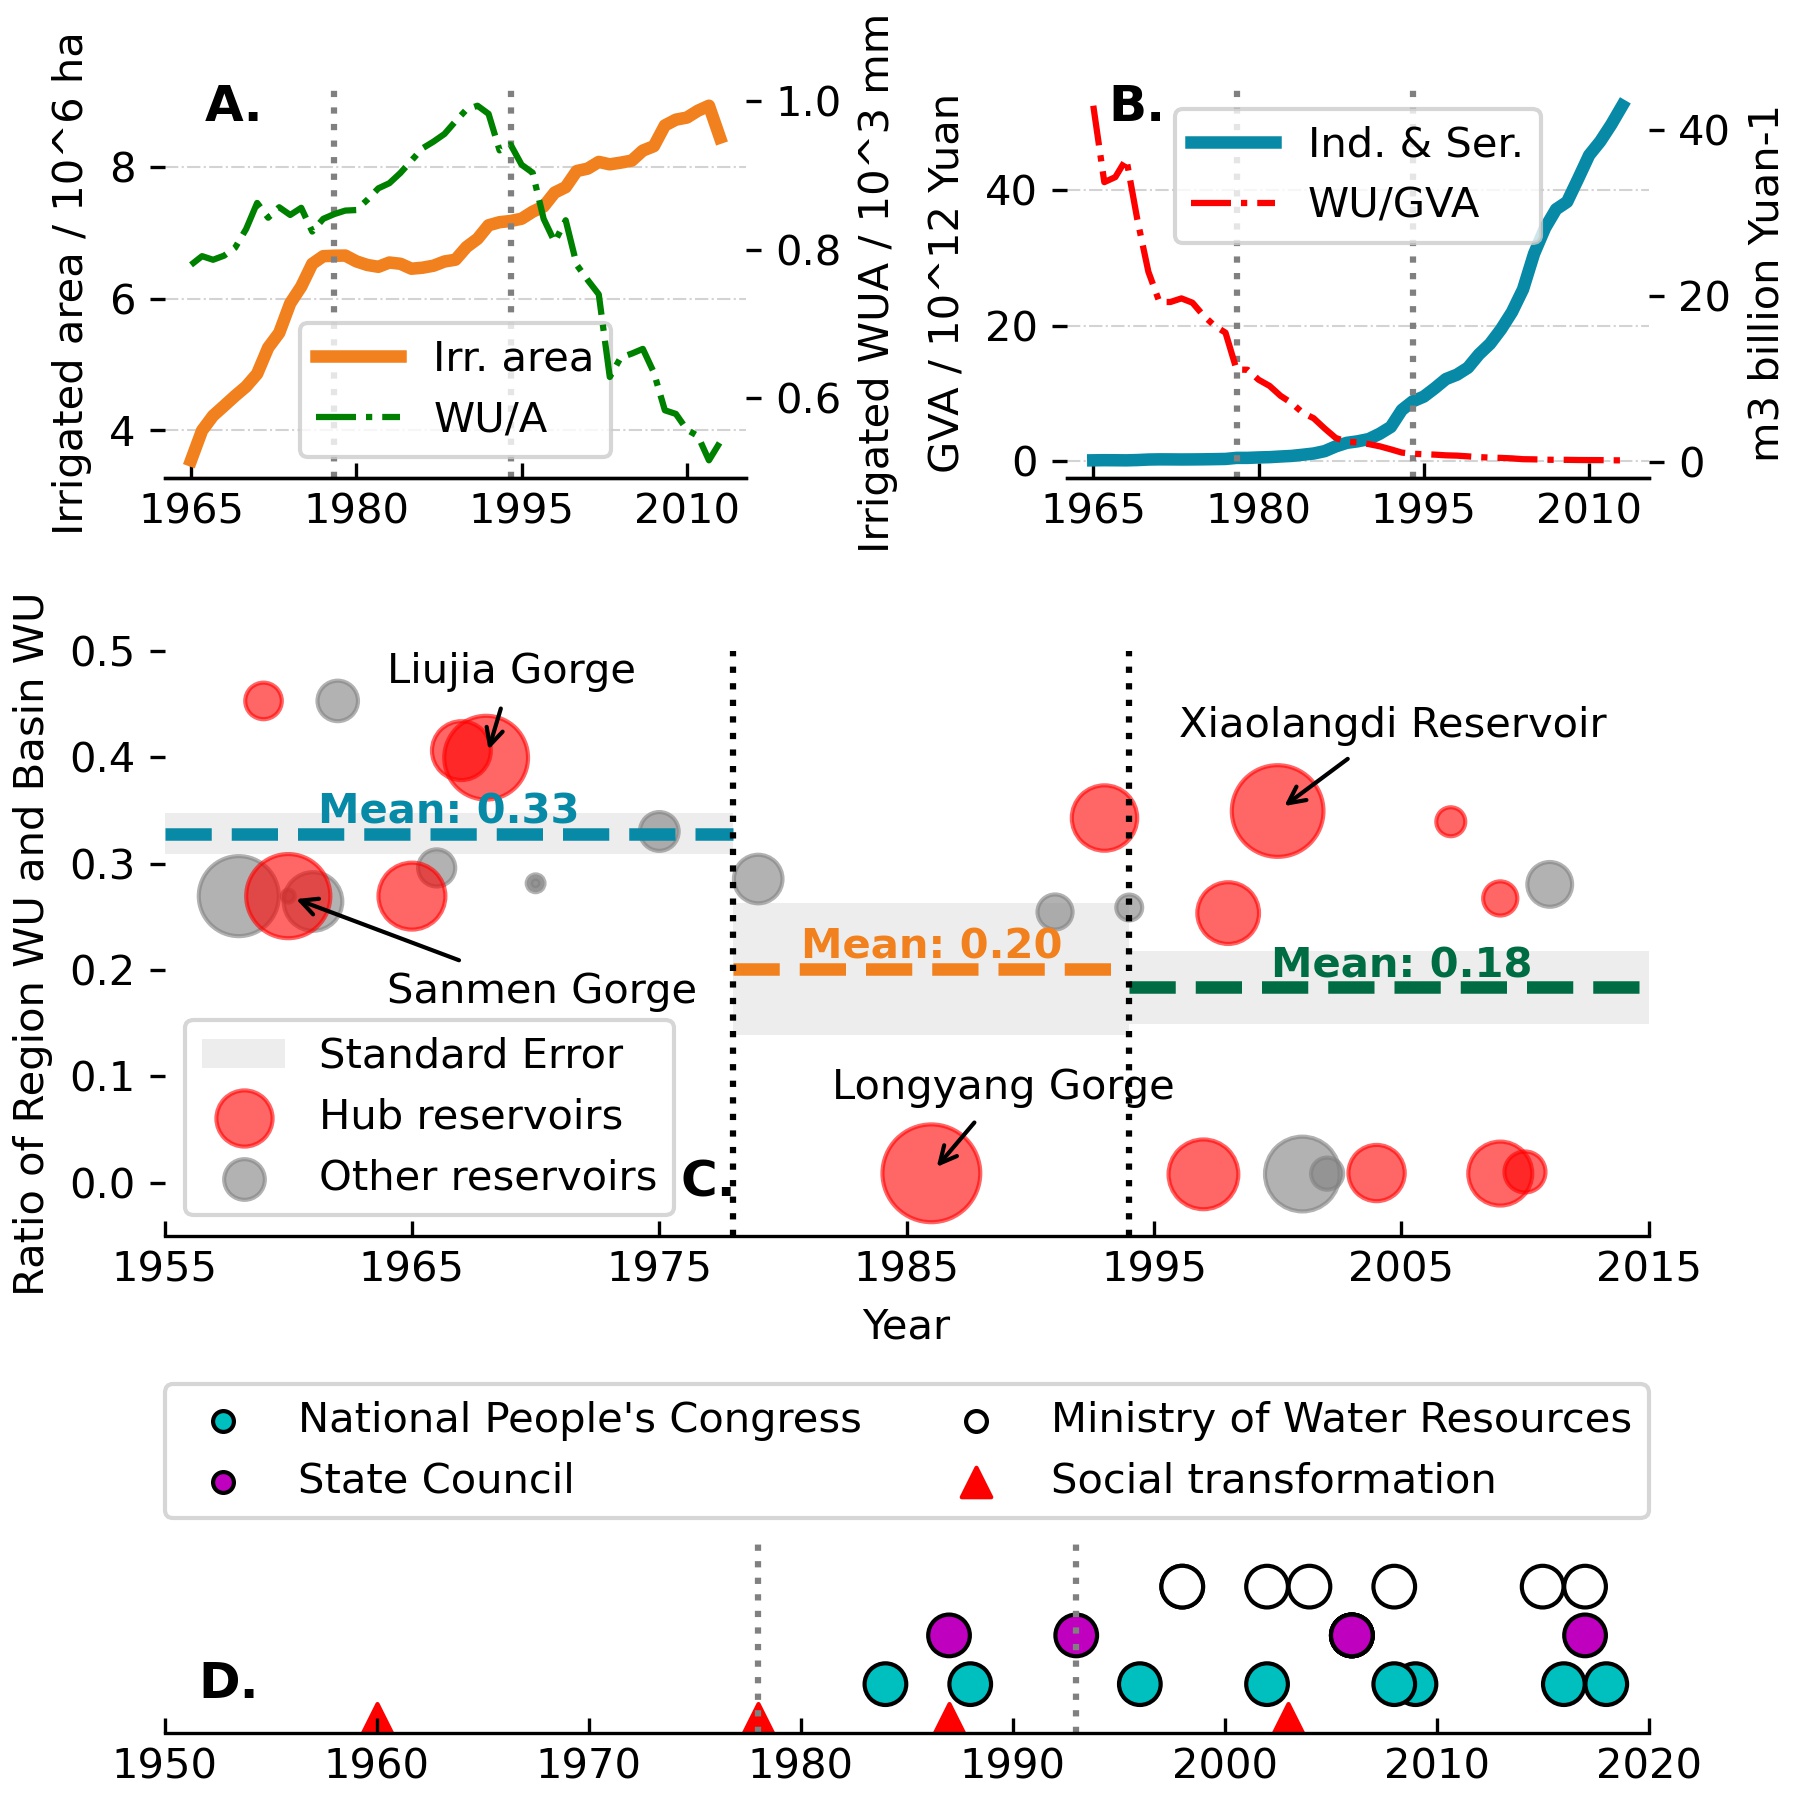 A.
Irrigated area / 10^6 ha
8
6
4
1.0
0.8
0.6
Irrigated WUA / 10^3 mm
Irr. area
WU/A
1965
1980
1995
2010
B.
GVA / 10^12 Yuan
40
20
0
40
20
0
m3 billion Yuan-1
Ind. & Ser.
WU/GVA
1965
1980
1995
2010
Ratio of Region WU and Basin WU
0.5
0.4
0.3
0.2
0.1
0.0
Liujia Gorge
Xiaolangdi Reservoir
Mean: 0.33
Mean: 0.20
Mean: 0.18
Sanmen Gorge
Longyang Gorge
Standard Error
Hub reservoirs
Other reservoirs
C.
1955
1965
1975
1985
1995
2005
2015
Year
National People's Congress
State Council
Ministry of Water Resources
Social transformation
D.
1950
1960
1970
1980
1990
2000
2010
2020